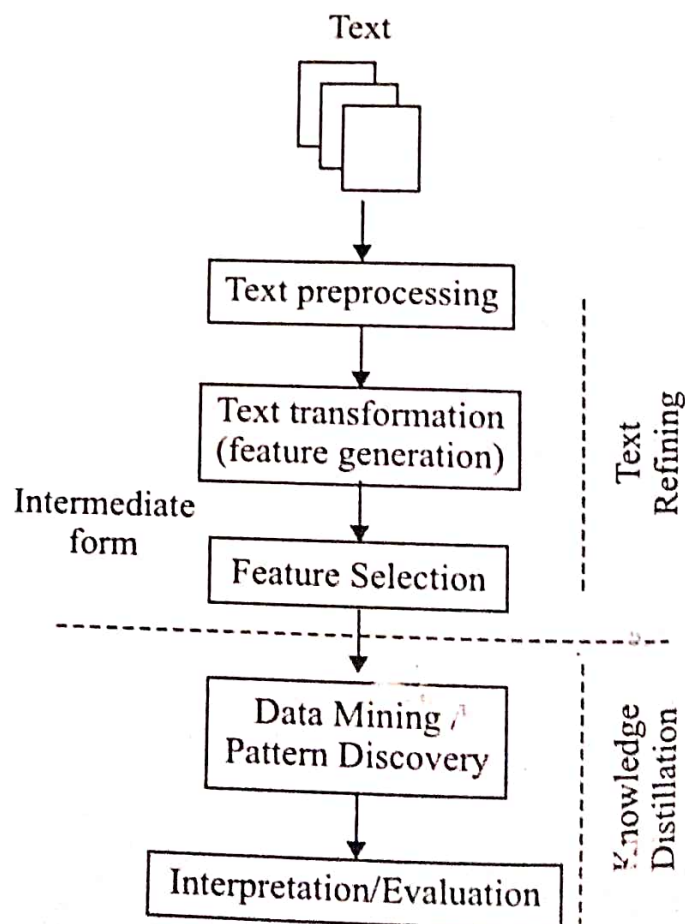 Text
Text preprocessing
Text transformation
(feature generation)
Text
Refining
Intermediate
form
Feature Selection
Data Mining /
Pattern Discovery
Knowledge
Distillation
Interpretation/Evaluation